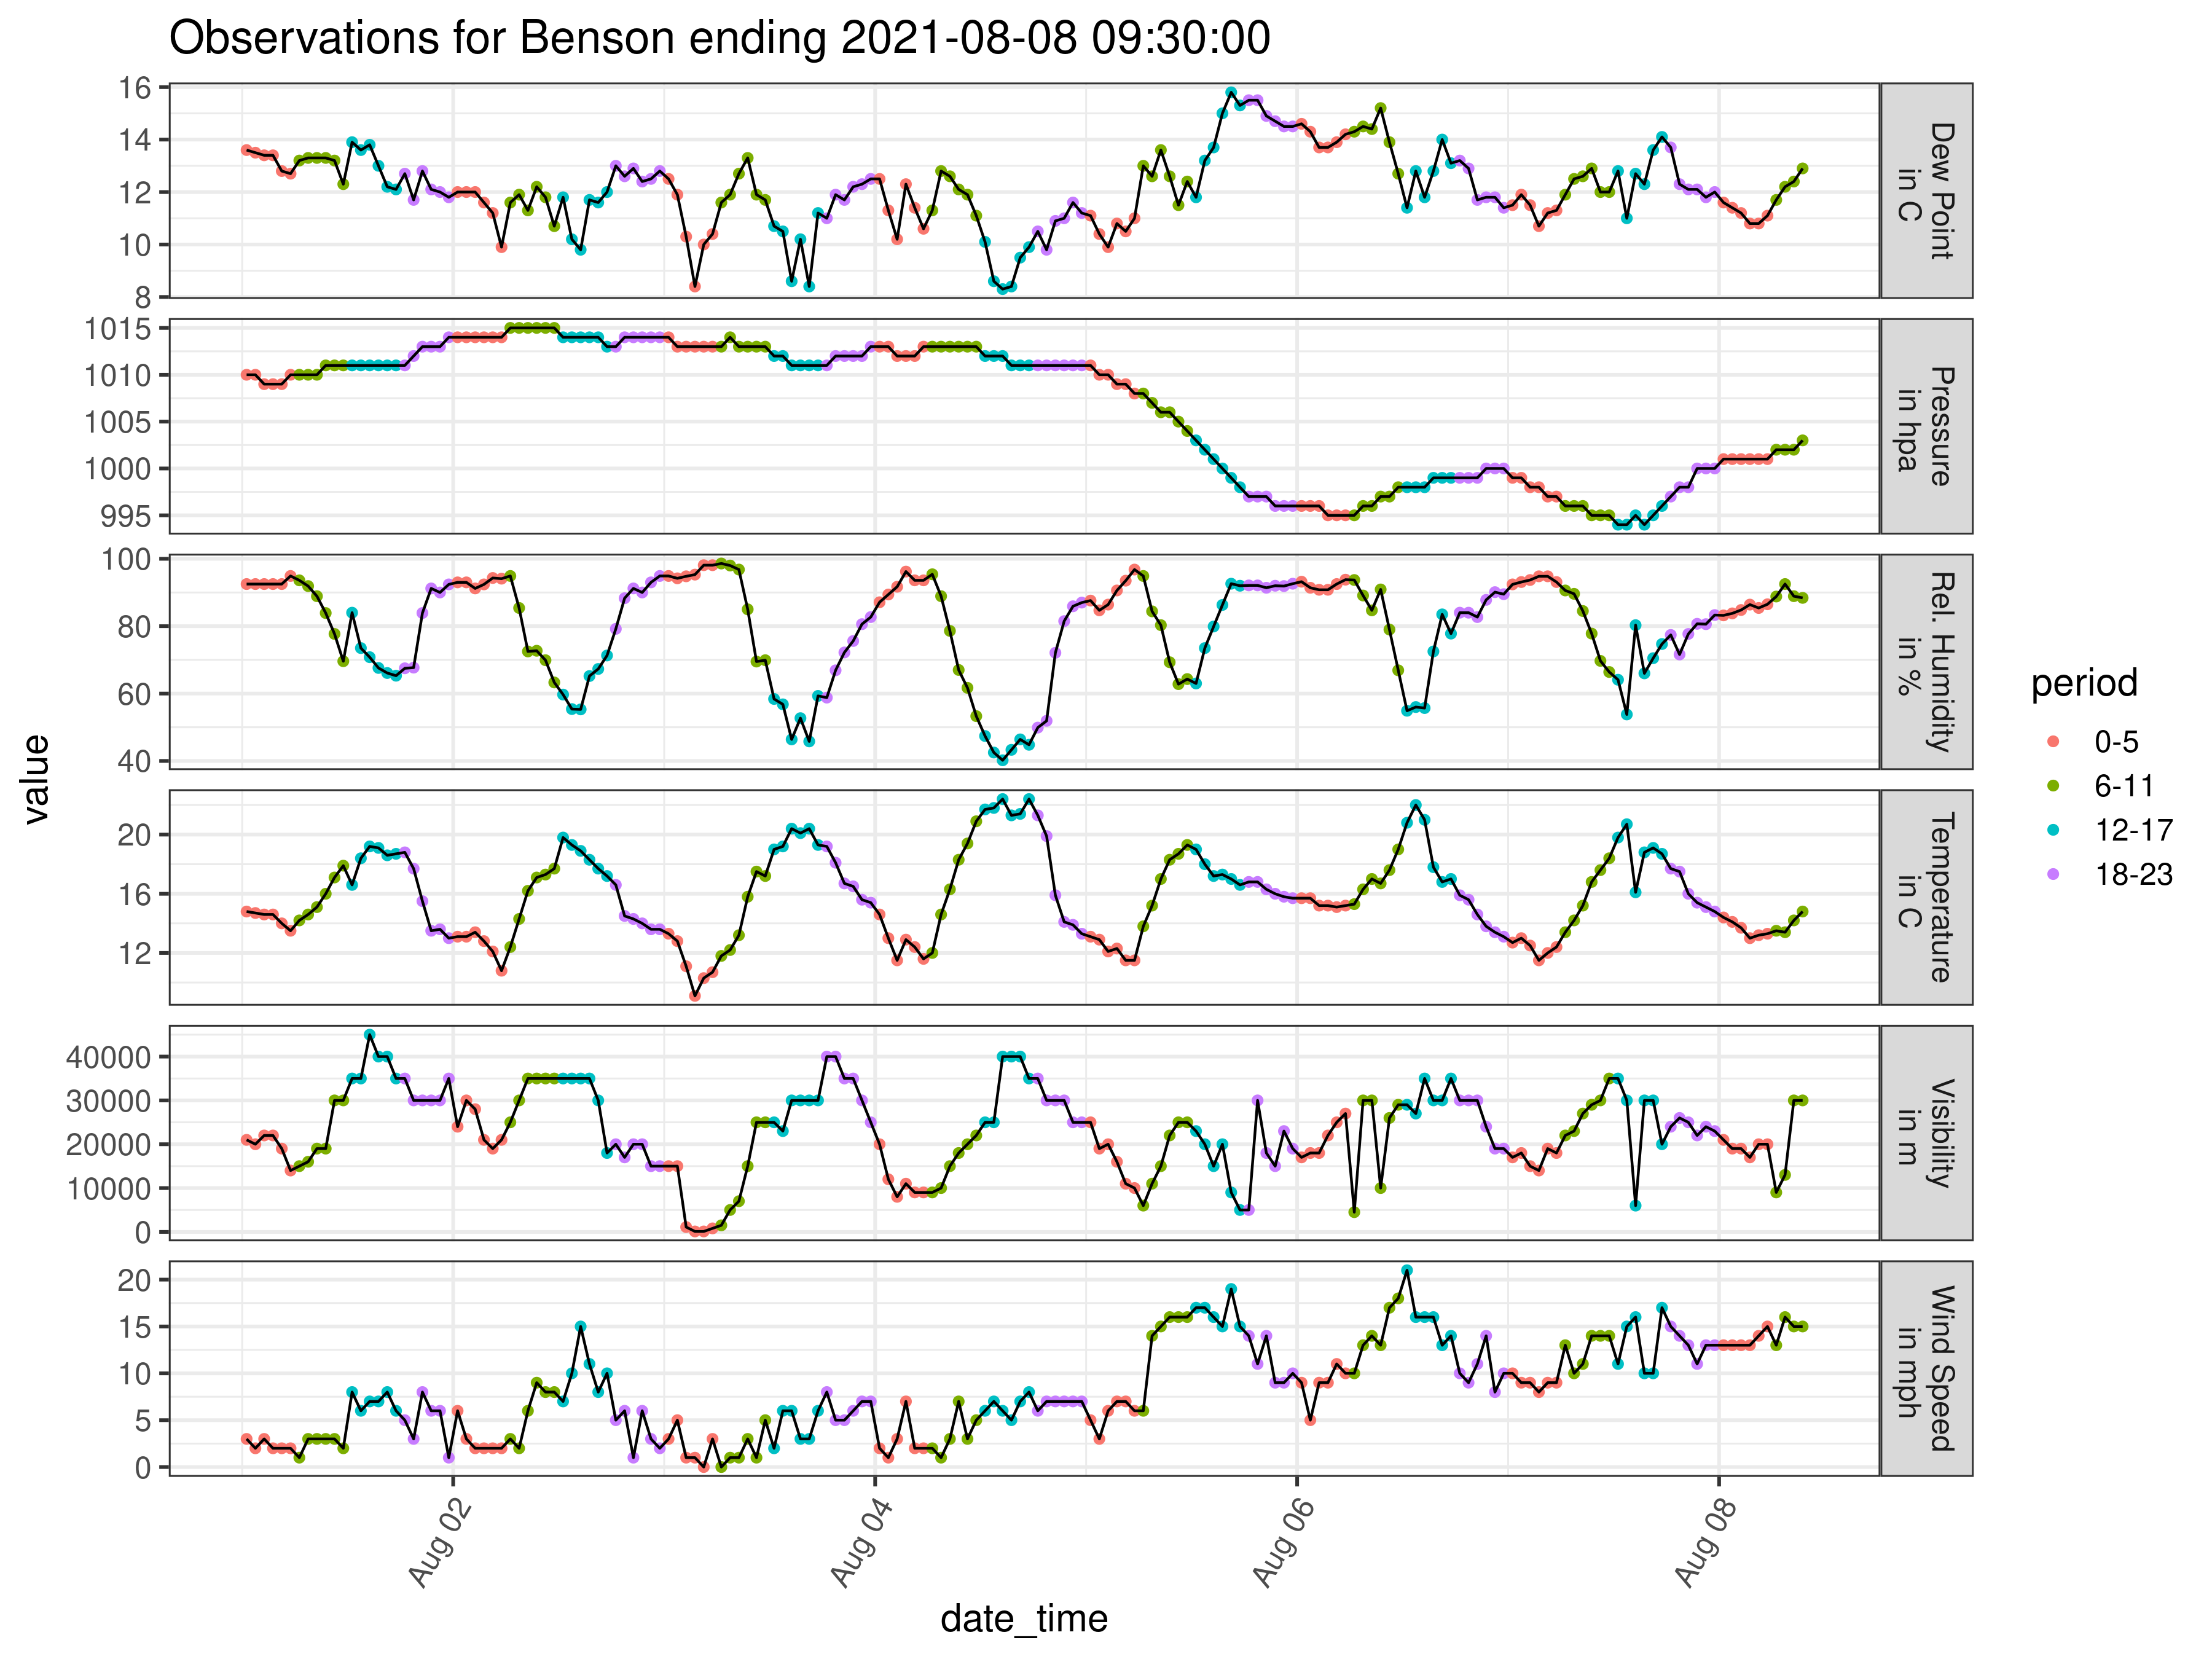 Observations for Benson ending 2021-08-08 09:30:00
16
14
12
10
8
Dew Point
in C
1015
1010
1005
1000
995
Pressure
in hpa
100
80
60
40
Rel. Humidity
in %
20
16
12
Temperature
in C
40000
30000
20000
10000
0
Visibility
in m
20
15
10
5
0
Wind Speed
in mph
value
Aug 02
Aug 04
Aug 06
Aug 08
date_time
period
0-5
6-11
12-17
18-23